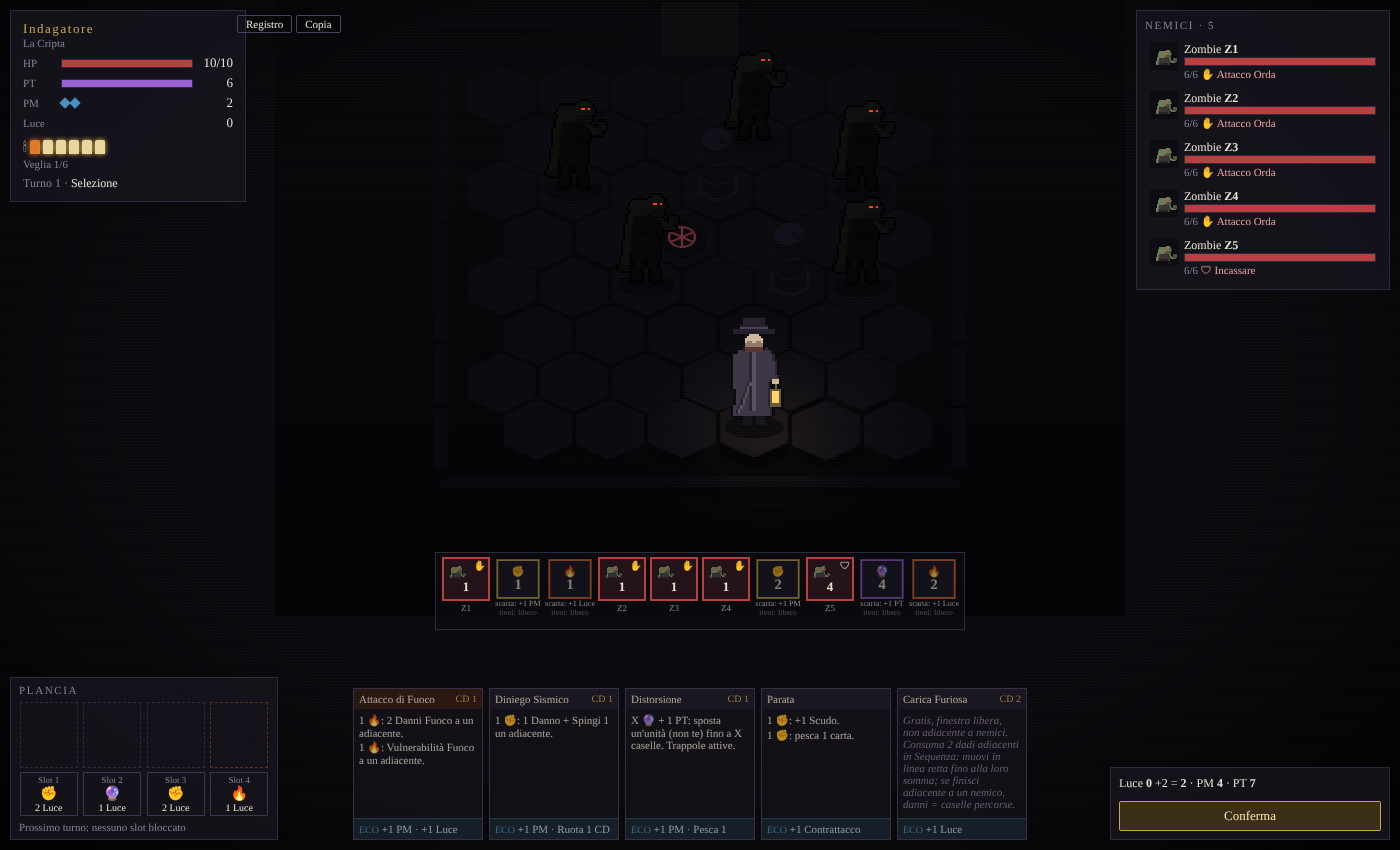 Indagatore
La Cripta
HP 10/10
PT 6
PM 2
Luce 0
Veglia 1/6
Turno 1 · Selezione
Registro Copia
NEMICI · 5
Zombie Z1
6/6 ✋ Attacco Orda
Zombie Z2
6/6 ✋ Attacco Orda
Zombie Z3
6/6 ✋ Attacco Orda
Zombie Z4
6/6 ✋ Attacco Orda
Zombie Z5
6/6 🛡 Incassare
1 1 1 1 1 1 2 4 4 2
scarta: +1 PM scarta: +1 Luce scarta: +1 PM scarta: +1 PT scarta: +1 Luce
tieni: libero tieni: libero tieni: libero tieni: libero tieni: libero
Z1 Z2 Z3 Z4 Z5
PLANCIA
Slot 1 Slot 2 Slot 3 Slot 4
2 Luce 1 Luce 2 Luce 1 Luce
Prossimo turno: nessuno slot bloccato
Attacco di Fuoco CD 1
1 🔥: 2 Danni Fuoco a un
adiacente.
1 🔥: Vulnerabilità Fuoco
a un adiacente.
ECO +1 PM · +1 Luce
Diniego Sismico CD 1
1 ✊: 1 Danno + Spingi 1
un adiacente.
ECO +1 PM · Ruota 1 CD
Distorsione CD 1
X 🔮 + 1 PT: sposta
un'unità (non te) fino a X
caselle. Trappole attive.
ECO +1 PM · Pesca 1
Parata
1 ✊: +1 Scudo.
1 ✊: pesca 1 carta.
ECO +1 Contrattacco
Carica Furiosa CD 2
Gratis, finestra libera,
non adiacente a nemici.
Consuma 2 dadi adiacenti
in Sequenza: muovi in
linea retta fino alla loro
somma; se finisci
adiacente a un nemico,
danni = caselle percorse.
ECO +1 Luce
Luce 0 +2 = 2 · PM 4 · PT 7
Conferma